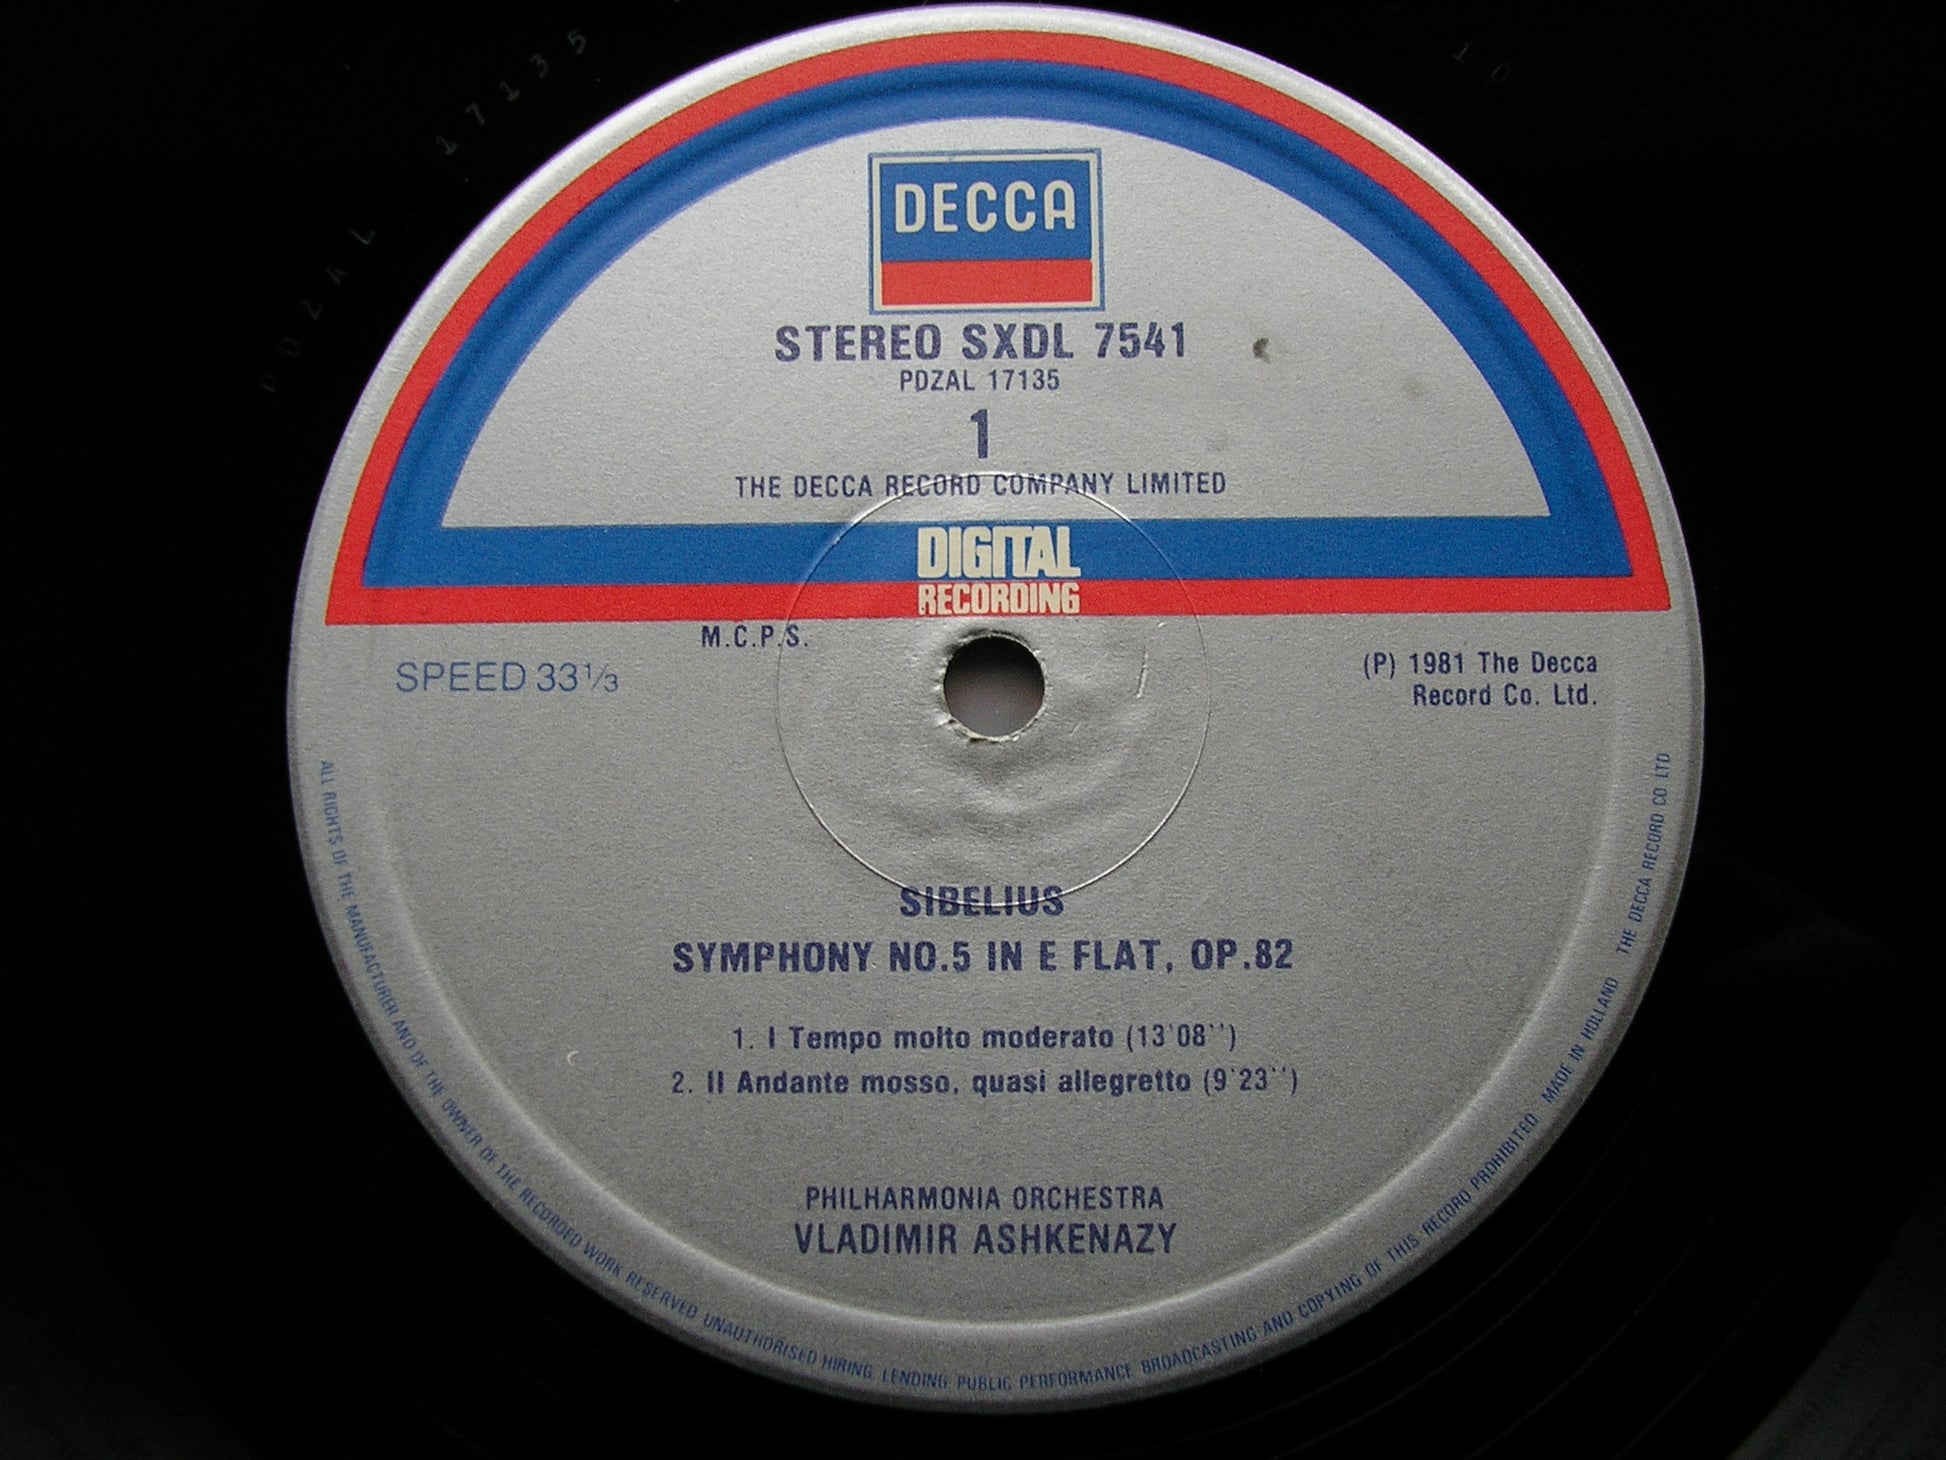 DECCA
STEREO SXDL 7541
PDZAL 17135
1
THE DECCA RECORD COMPANY LIMITED
DIGITAL
RECORDING
M.C.P.S.
SPEED 33⅓
(P) 1981 The Decca
Record Co. Ltd.
SIBELIUS
SYMPHONY NO.5 IN E FLAT, OP.82
1. I Tempo molto moderato (13'08'')
2. II Andante mosso, quasi allegretto (9'23'')
PHILHARMONIA ORCHESTRA
VLADIMIR ASHKENAZY
ALL RIGHTS OF THE MANUFACTURER AND OF THE OWNER OF THE RECORDED WORK RESERVED UNAUTHORISED HIRING, LENDING PUBLIC PERFORMANCE BROADCASTING AND COPYING OF THIS RECORD PROHIBITED MADE IN HOLLAND THE DECCA RECORD CO LTD
PDZAL 17135
10